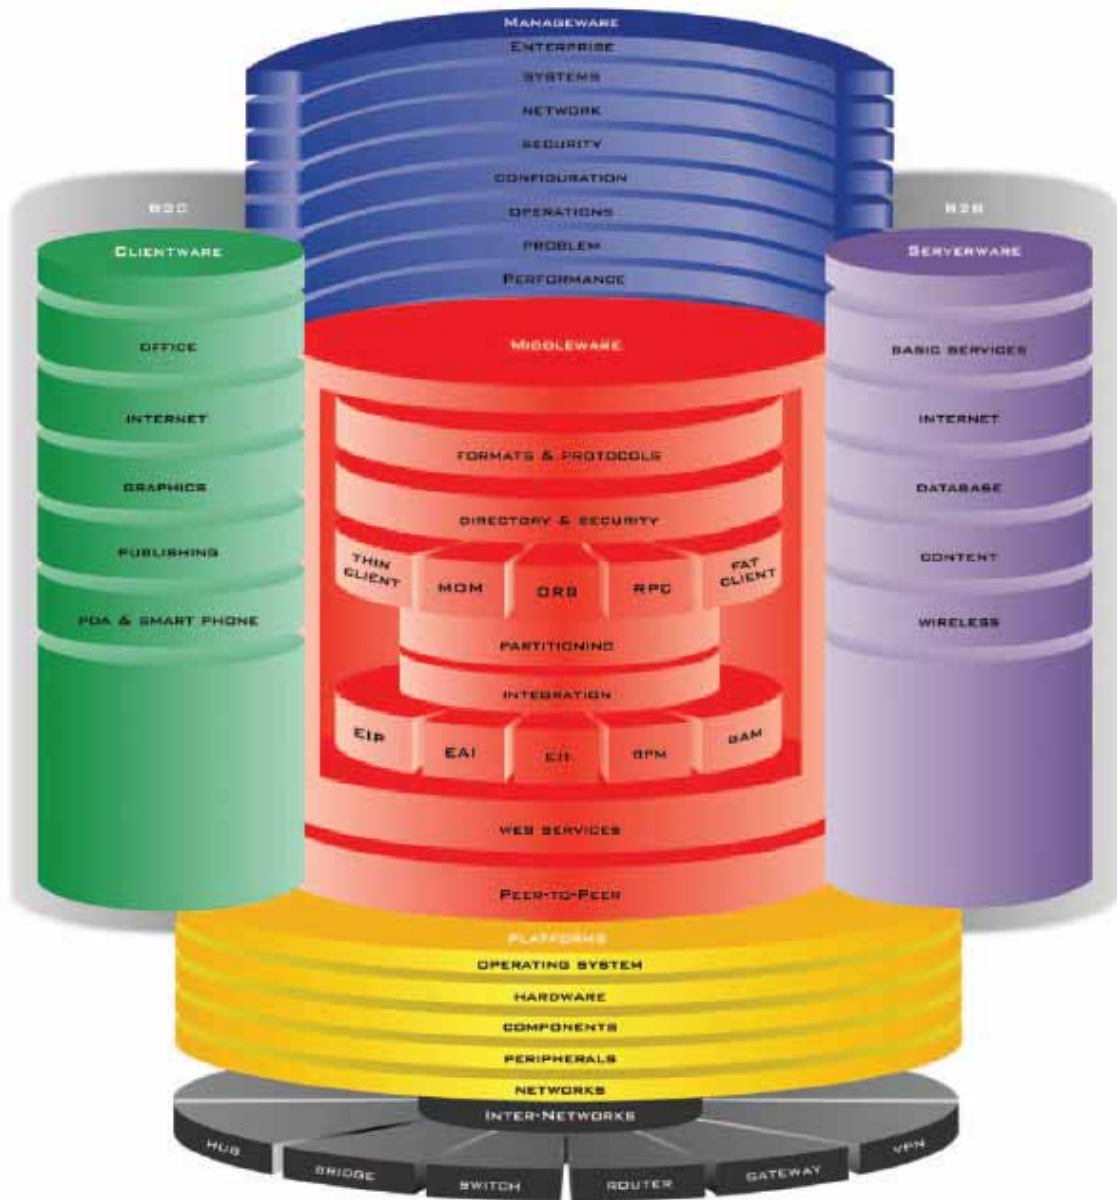 MANAGEWARE
ENTERPRISE
SYSTEMS
NETWORK
SECURITY
CONFIGURATION
OPERATIONS
PROBLEM
PERFORMANCE
B2C
B2B
CLIENTWARE
OFFICE
INTERNET
GRAPHICS
PUBLISHING
PDA & SMART PHONE
MIDDLEWARE
FORMATS & PROTOCOLS
DIRECTORY & SECURITY
THIN
CLIENT
MOM
ORB
RPC
FAT
CLIENT
PARTITIONING
INTEGRATION
EIP
EAI
EII
BPM
BAM
WEB SERVICES
PEER-TO-PEER
SERVERWARE
BASIC SERVICES
INTERNET
DATABASE
CONTENT
WIRELESS
PLATFORMS
OPERATING SYSTEM
HARDWARE
COMPONENTS
PERIPHERALS
NETWORKS
INTER-NETWORKS
HUB
BRIDGE
SWITCH
ROUTER
GATEWAY
VPN